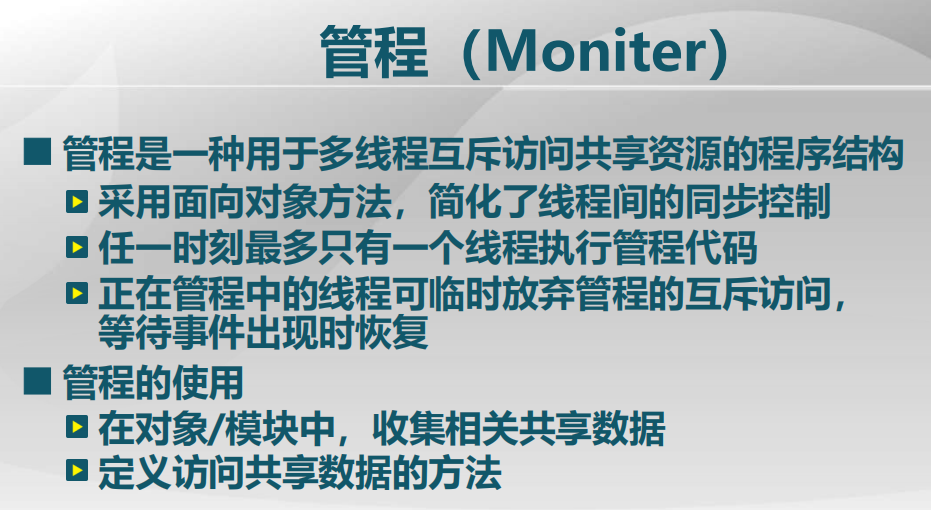 管程（Moniter）
管程是一种用于多线程互斥访问共享资源的程序结构
采用面向对象方法，简化了线程间的同步控制
任一时刻最多只有一个线程执行管程代码
正在管程中的线程可临时放弃管程的互斥访问，
等待事件出现时恢复
管程的使用
在对象/模块中，收集相关共享数据
定义访问共享数据的方法